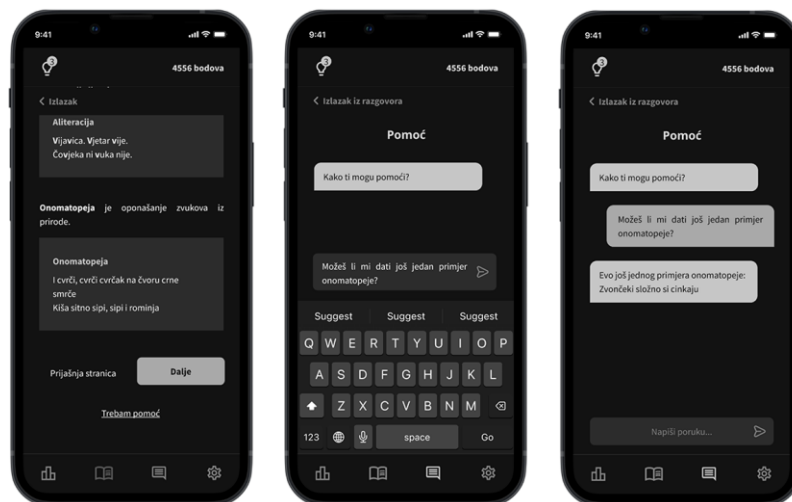 9:41
3
4556 bodova
Izlazak
Aliteracija
Vijavica. Vjetar vije.
Čovjeka ni vuka nije.
Onomatopeja je oponašanje zvukova iz
prirode.
Onomatopeja
I cvrči, cvrči cvrčak na čvoru crne
smrče
Kiša sitno sipi, sipi i rominja
Prijašnja stranica
Dalje
Trebam pomoć
9:41
3
4556 bodova
Izlazak iz razgovora
Pomoć
Kako ti mogu pomoći?
Možeš li mi dati još jedan primjer
onomatopeje?
Suggest Suggest Suggest
Q W E R T Y U I O P
A S D F G H J K L
Z X C V B N M
123 space Go
9:41
3
4556 bodova
Izlazak iz razgovora
Pomoć
Kako ti mogu pomoći?
Možeš li mi dati još jedan primjer
onomatopeje?
Evo još jednog primjera onomatopeje:
Zvončeki složno si cinkaju
Napiši poruku...